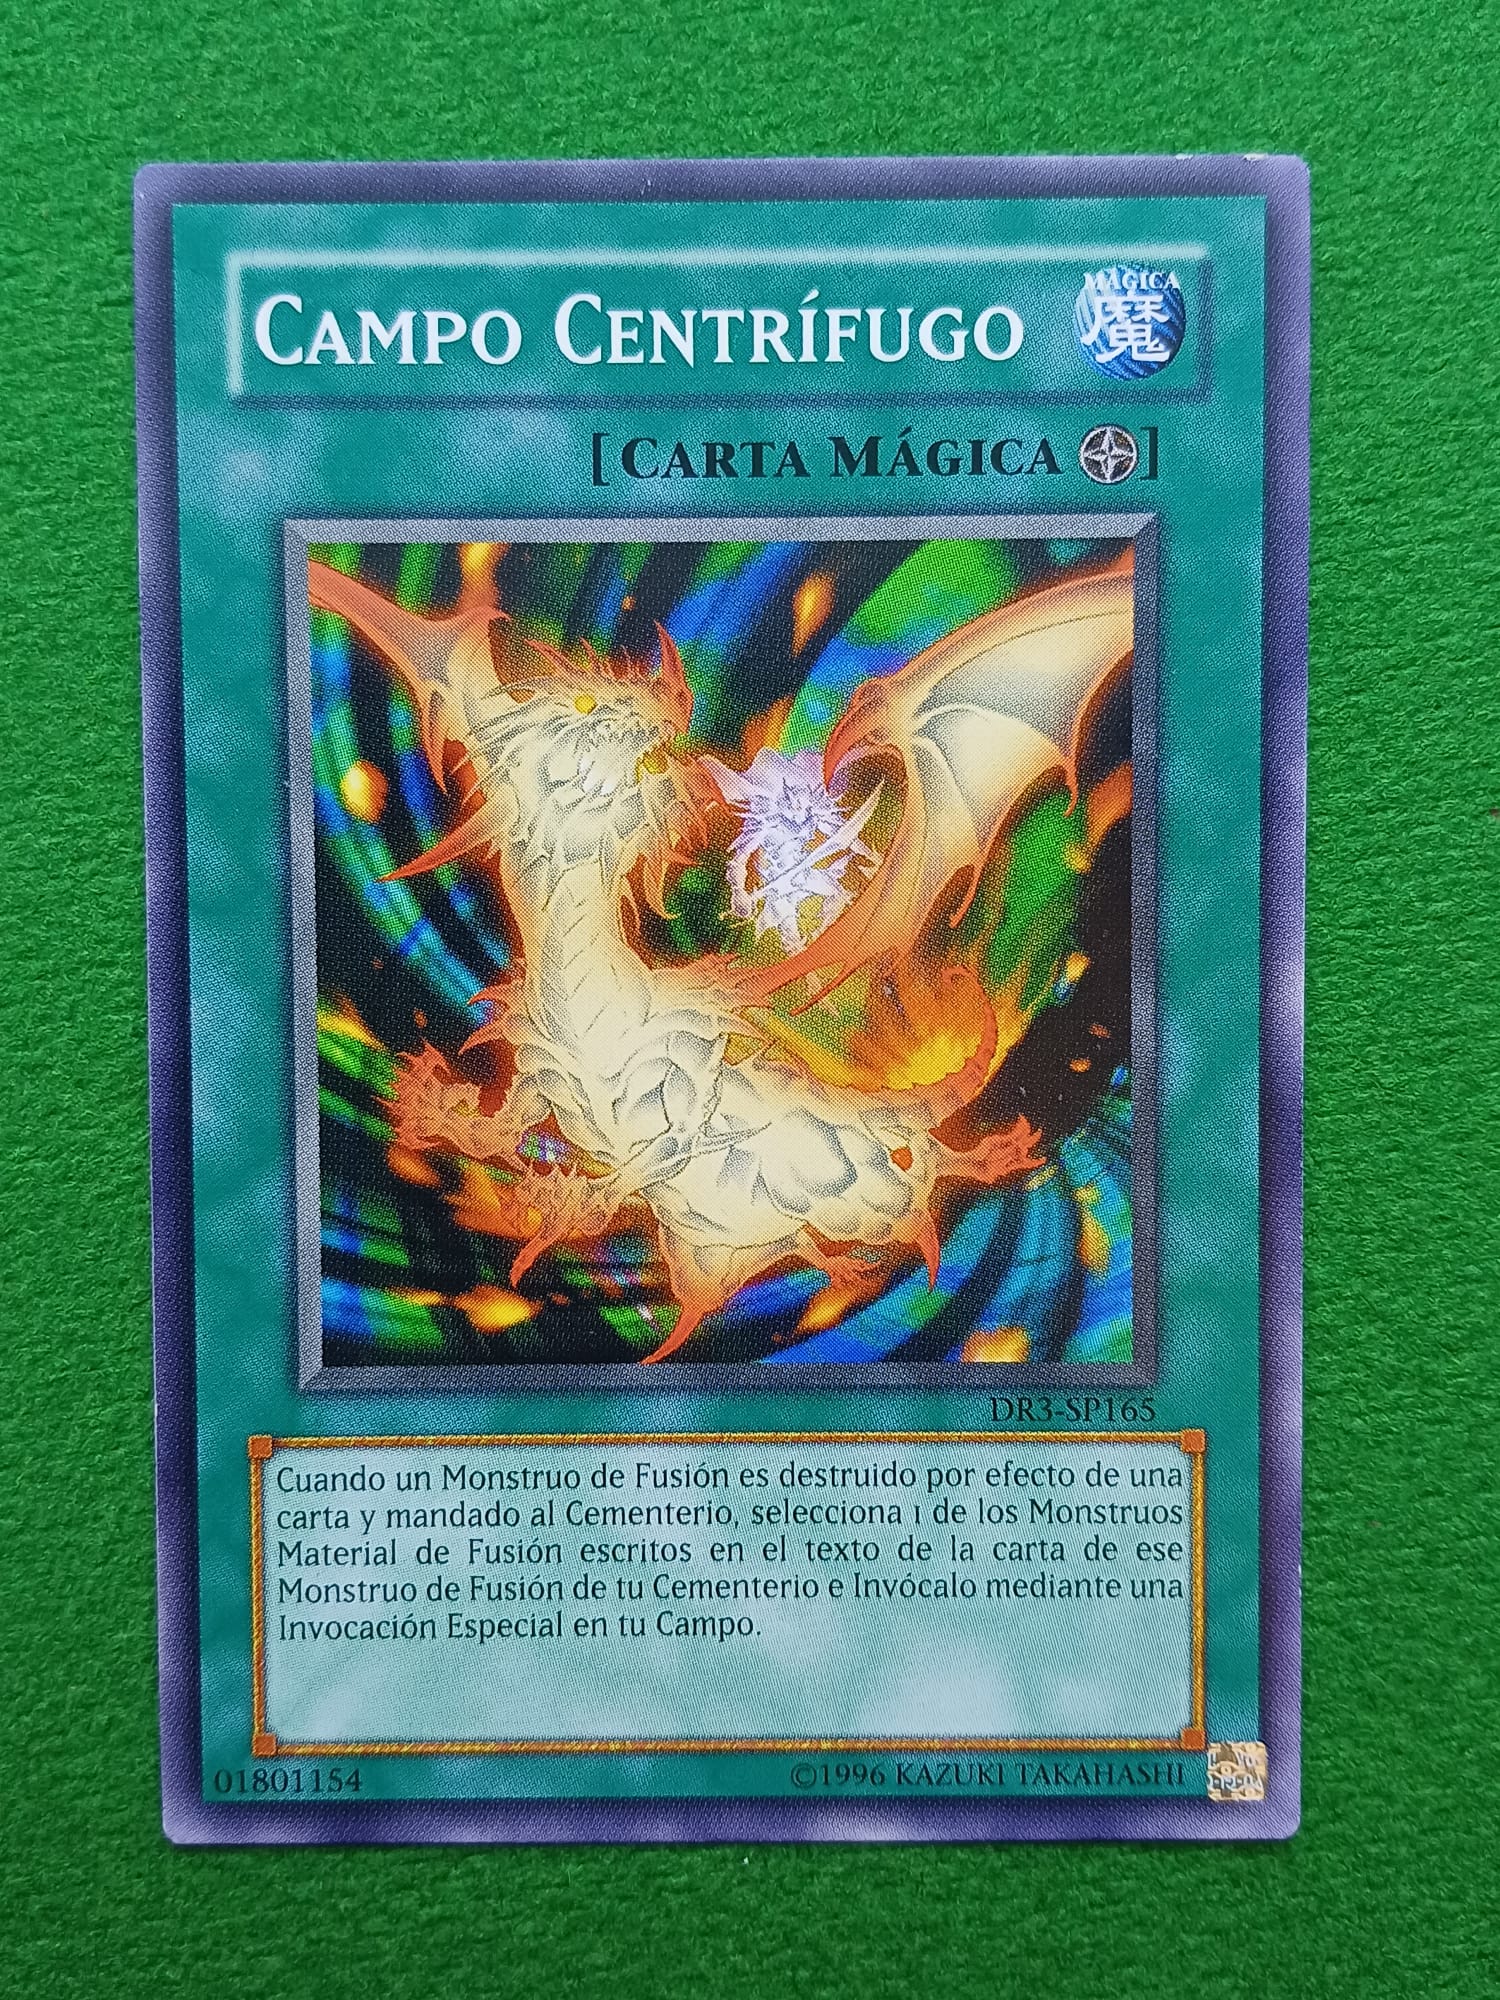 CAMPO CENTRÍFUGO
MÁGICA
魔
[CARTA MÁGICA]
DR3-SP165
Cuando un Monstruo de Fusión es destruido por efecto de una
carta y mandado al Cementerio, selecciona 1 de los Monstruos
Material de Fusión escritos en el texto de la carta de ese
Monstruo de Fusión de tu Cementerio e Invócalo mediante una
Invocación Especial en tu Campo.
01801154
©1996 KAZUKI TAKAHASHI